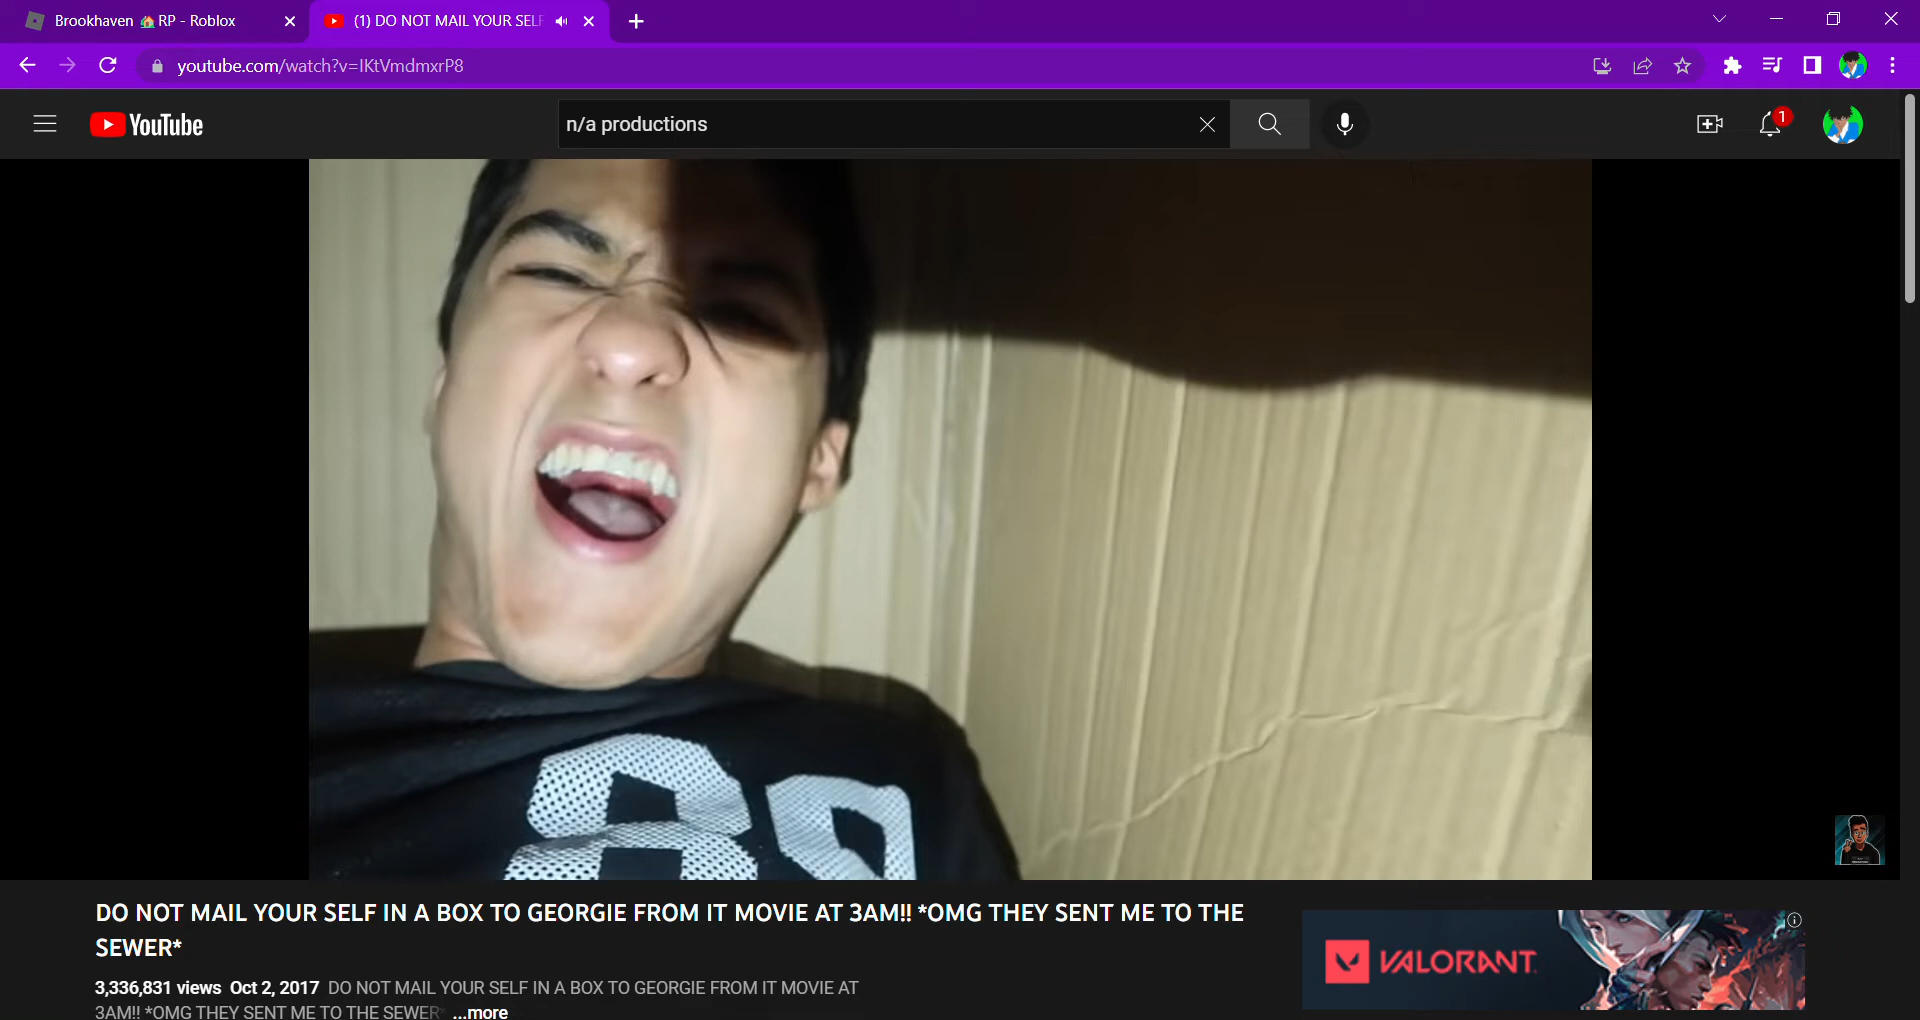 Brookhaven 🏠RP - Roblox
(1) DO NOT MAIL YOUR SELF
youtube.com/watch?v=IKtVmdmxrP8
YouTube
n/a productions
1
89
DO NOT MAIL YOUR SELF IN A BOX TO GEORGIE FROM IT MOVIE AT 3AM!! *OMG THEY SENT ME TO THE
SEWER*
VALORANT
3,336,831 views Oct 2, 2017 DO NOT MAIL YOUR SELF IN A BOX TO GEORGIE FROM IT MOVIE AT
3AM!! *OMG THEY SENT ME TO THE SEWER* ...more